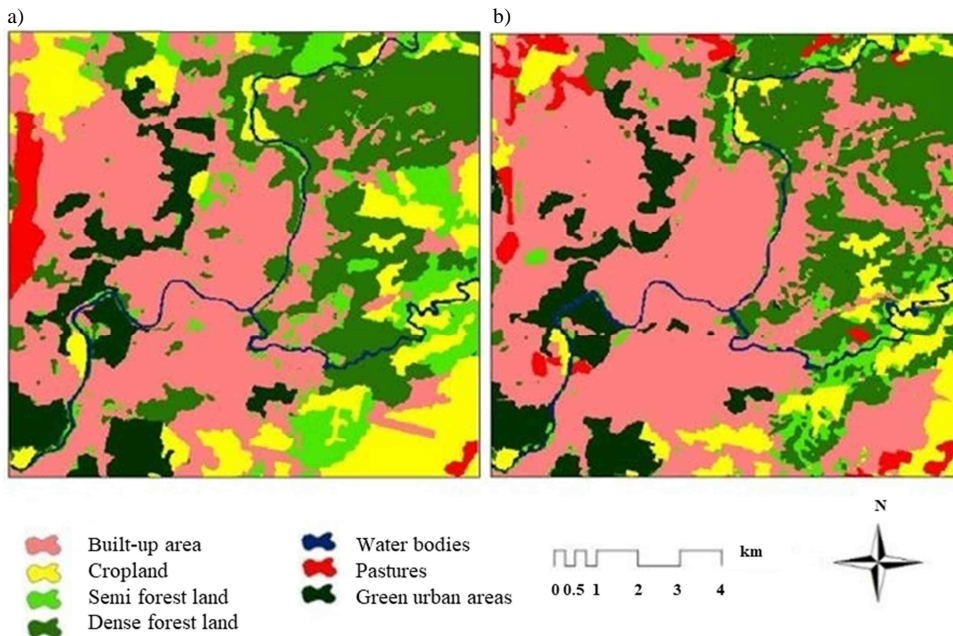 a) b)
Built-up area
Cropland
Semi forest land
Dense forest land
Water bodies
Pastures
Green urban areas
km
0 0.5 1 2 3 4
N